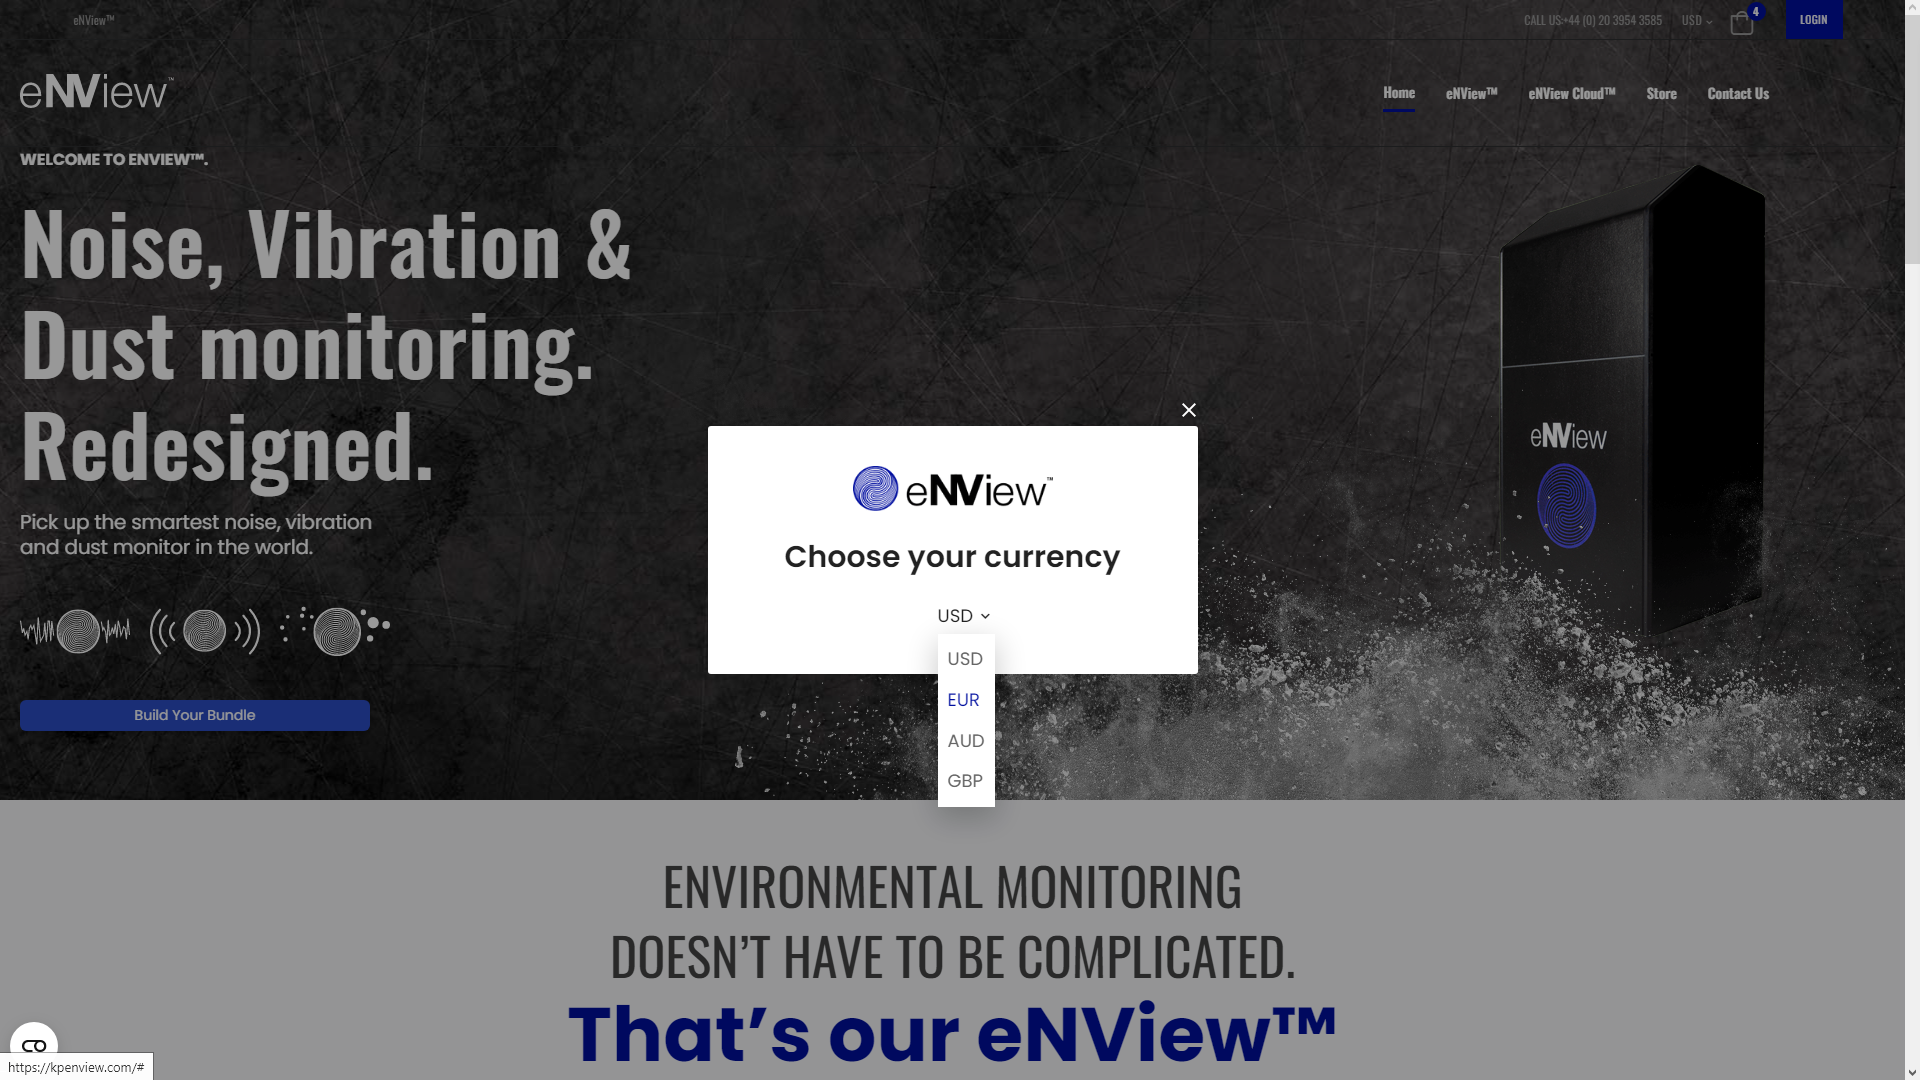 eNView™
CALL US:+44 (0) 20 3954 3585
USD
4
LOGIN
eNView™
Home
eNView™
eNView Cloud™
Store
Contact Us
WELCOME TO ENVIEW™.
Noise, Vibration &
Dust monitoring.
Redesigned.
Pick up the smartest noise, vibration
and dust monitor in the world.
Build Your Bundle
eNView
eNView™
Choose your currency
USD
USD
EUR
AUD
GBP
ENVIRONMENTAL MONITORING
DOESN’T HAVE TO BE COMPLICATED.
That’s our eNView™
https://kpenview.com/#